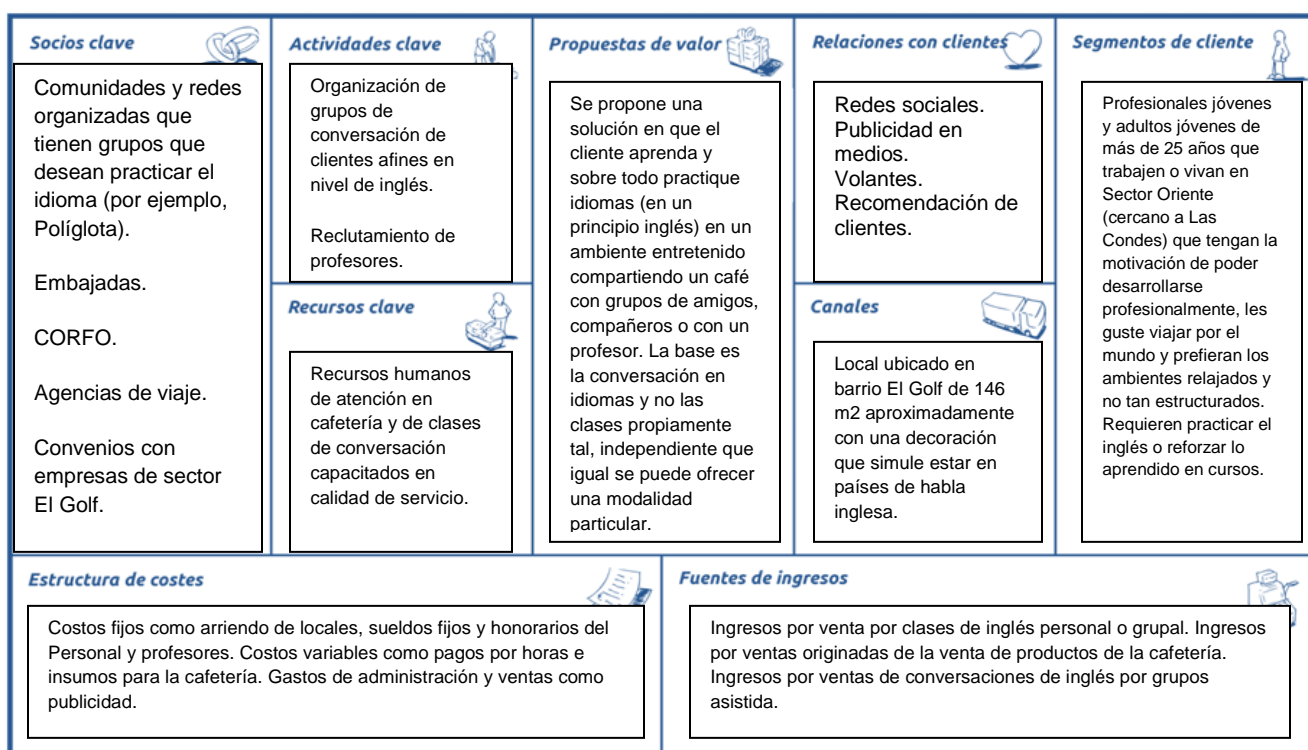 Socios clave
Comunidades y redes
organizadas que
tienen grupos que
desean practicar el
idioma (por ejemplo,
Políglota).
Embajadas.
CORFO.
Agencias de viaje.
Convenios con
empresas de sector
El Golf.
Actividades clave
Organización de
grupos de
conversación de
clientes afines en
nivel de inglés.
Reclutamiento de
profesores.
Recursos clave
Recursos humanos
de atención en
cafetería y de clases
de conversación
capacitados en
calidad de servicio.
Propuestas de valor
Se propone una
solución en que el
cliente aprenda y
sobre todo practique
idiomas (en un
principio inglés) en un
ambiente entretenido
compartiendo un café
con grupos de amigos,
compañeros o con un
profesor. La base es
la conversación en
idiomas y no las
clases propiamente
tal, independiente que
igual se puede ofrecer
una modalidad
particular.
Relaciones con clientes
Redes sociales.
Publicidad en
medios.
Volantes.
Recomendación de
clientes.
Canales
Local ubicado en
barrio El Golf de 146
m2 aproximadamente
con una decoración
que simule estar en
países de habla
inglesa.
Segmentos de cliente
Profesionales jóvenes
y adultos jóvenes de
más de 25 años que
trabajen o vivan en
Sector Oriente
(cercano a Las
Condes) que tengan la
motivación de poder
desarrollarse
profesionalmente, les
guste viajar por el
mundo y prefieran los
ambientes relajados y
no tan estructurados.
Requieren practicar el
inglés o reforzar lo
aprendido en cursos.
Estructura de costes
Costos fijos como arriendo de locales, sueldos fijos y honorarios del
Personal y profesores. Costos variables como pagos por horas e
insumos para la cafetería. Gastos de administración y ventas como
publicidad.
Fuentes de ingresos
Ingresos por venta por clases de inglés personal o grupal. Ingresos
por ventas originadas de la venta de productos de la cafetería.
Ingresos por ventas de conversaciones de inglés por grupos
asistida.